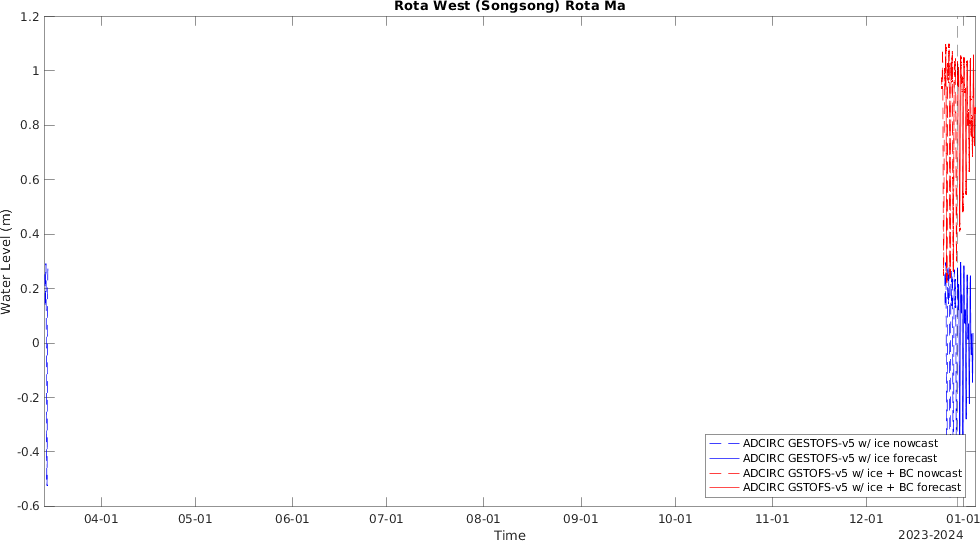 Rota West (Songsong) Rota Ma
1.2
1
0.8
0.6
0.4
0.2
0
-0.2
-0.4
-0.6
Water Level (m)
ADCIRC GESTOFS-v5 w/ ice nowcast
ADCIRC GESTOFS-v5 w/ ice forecast
ADCIRC GSTOFS-v5 w/ ice + BC nowcast
ADCIRC GSTOFS-v5 w/ ice + BC forecast
04-01 05-01 06-01 07-01 08-01 09-01 10-01 11-01 12-01 01-01
Time
2023-2024